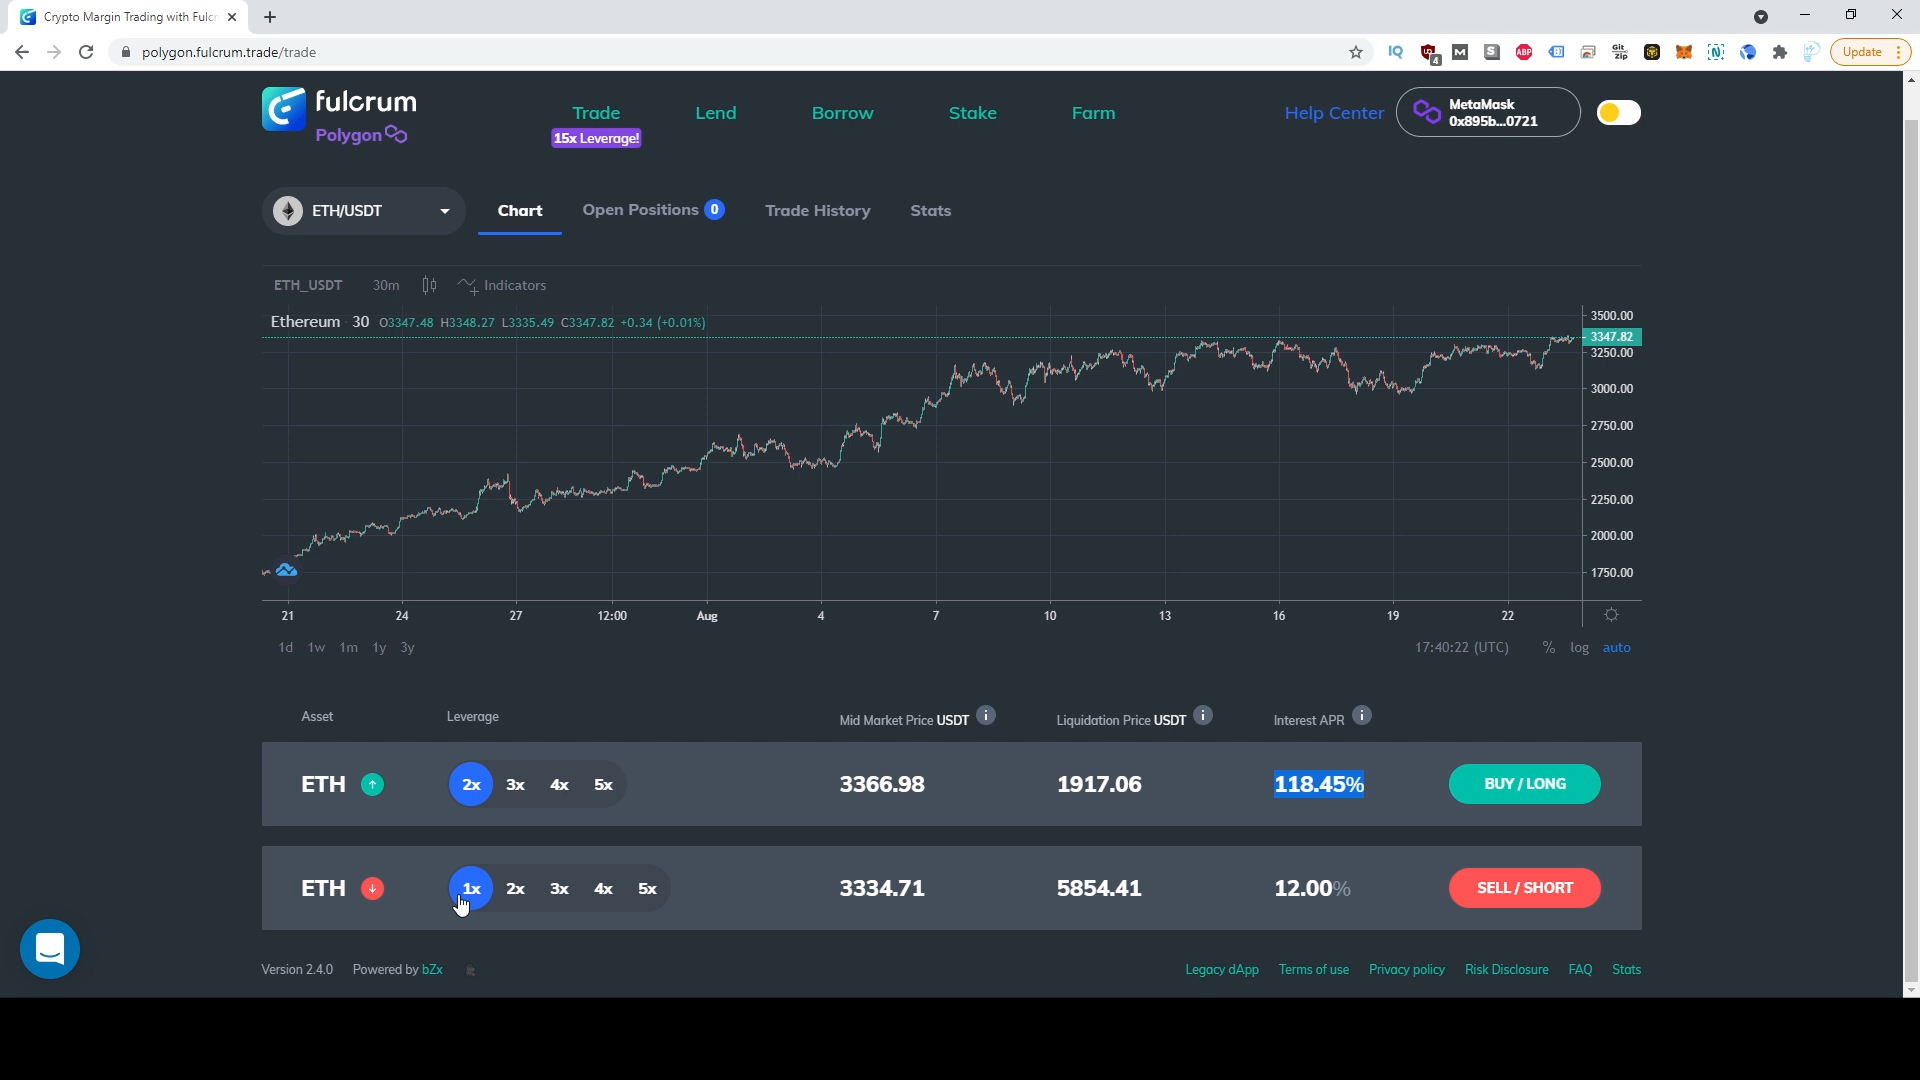 Crypto Margin Trading with Fulcr
polygon.fulcrum.trade/trade
4
ABP
Git Zip
Update
fulcrum
Polygon
Trade
15x Leverage!
Lend
Borrow
Stake
Farm
Help Center
MetaMask
0x895b...0721
ETH/USDT
Chart
Open Positions 0
Trade History
Stats
ETH_USDT 30m Indicators
Ethereum 30 O3347.48 H3348.27 L3335.49 C3347.82 +0.34 (+0.01%)
3500.00
3347.82
3250.00
3000.00
2750.00
2500.00
2250.00
2000.00
1750.00
21 24 27 12:00 Aug 4 7 10 13 16 19 22
1d 1w 1m 1y 3y 17:40:22 (UTC) % log auto
Asset Leverage Mid Market Price USDT i Liquidation Price USDT i Interest APR i
ETH 2x 3x 4x 5x 3366.98 1917.06 118.45% BUY / LONG
ETH 1x 2x 3x 4x 5x 3334.71 5854.41 12.00% SELL / SHORT
Version 2.4.0 Powered by bZx Legacy dApp Terms of use Privacy policy Risk Disclosure FAQ Stats